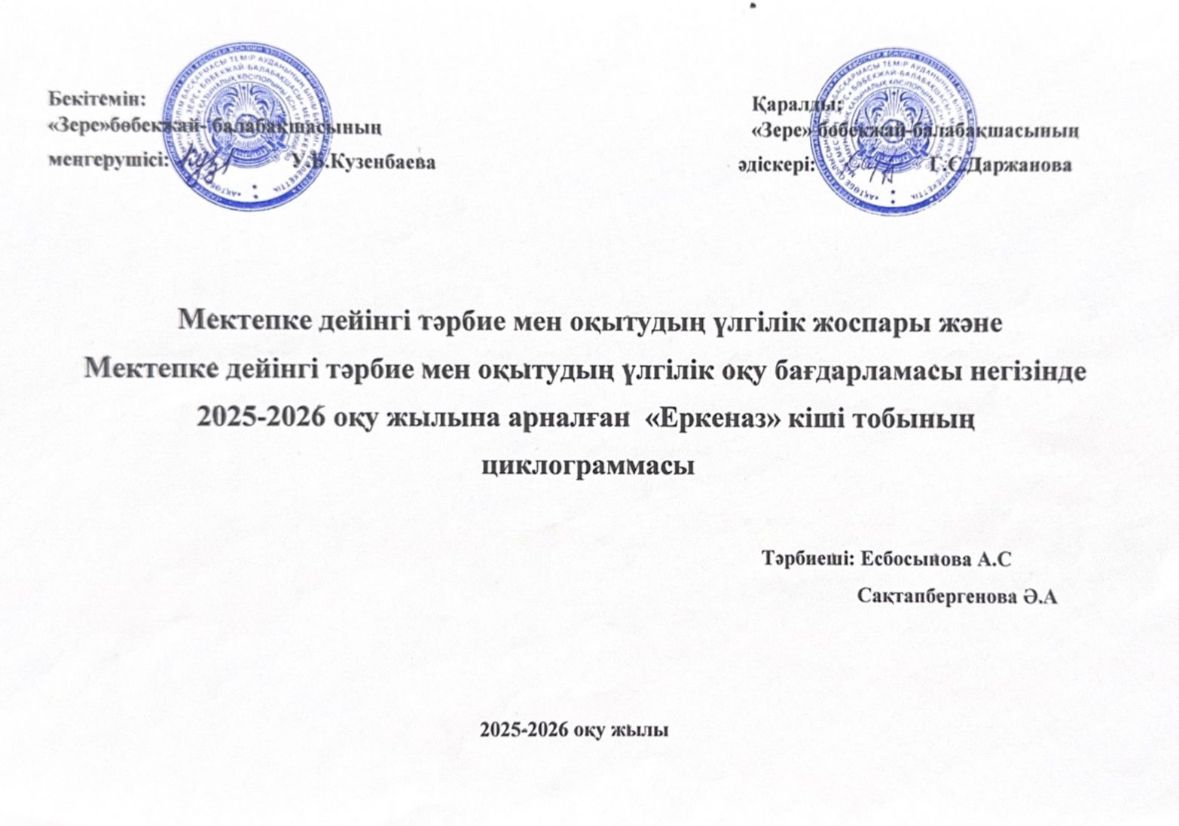 Бекітемін:
«Зере»бөбекжай- балабақшасының
меңгерушісі: У.Б.Кузенбаева
Қаралды:
«Зере» бөбекжай-балабақшасының
әдіскері: Г.С.Даржанова
Мектепке дейінгі тәрбие мен оқытудың үлгілік жоспары және
Мектепке дейінгі тәрбие мен оқытудың үлгілік оқу бағдарламасы негізінде
2025-2026 оқу жылына арналған «Еркеназ» кіші тобының
циклограммасы
Тәрбиеші: Есбосынова А.С
Сақтапбергенова Ә.А
2025-2026 оқу жылы